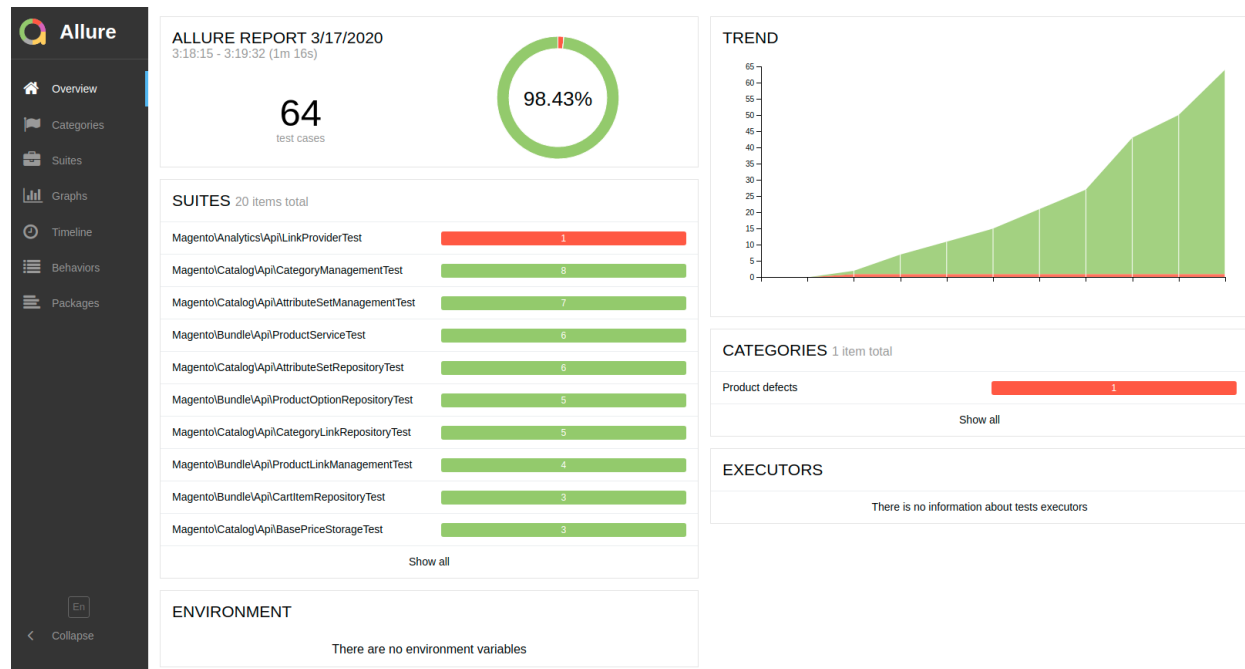 Allure
Overview
Categories
Suites
Graphs
Timeline
Behaviors
Packages
En
Collapse
ALLURE REPORT 3/17/2020
3:18:15 - 3:19:32 (1m 16s)
64
test cases
98.43%
SUITES 20 items total
Magento\Analytics\Api\LinkProviderTest 1
Magento\Catalog\Api\CategoryManagementTest 8
Magento\Catalog\Api\AttributeSetManagementTest 7
Magento\Bundle\Api\ProductServiceTest 6
Magento\Catalog\Api\AttributeSetRepositoryTest 6
Magento\Bundle\Api\ProductOptionRepositoryTest 5
Magento\Catalog\Api\CategoryLinkRepositoryTest 5
Magento\Bundle\Api\ProductLinkManagementTest 4
Magento\Bundle\Api\CartItemRepositoryTest 3
Magento\Catalog\Api\BasePriceStorageTest 3
Show all
ENVIRONMENT
There are no environment variables
TREND
65
60
55
50
45
40
35
30
25
20
15
10
5
0
CATEGORIES 1 item total
Product defects 1
Show all
EXECUTORS
There is no information about tests executors